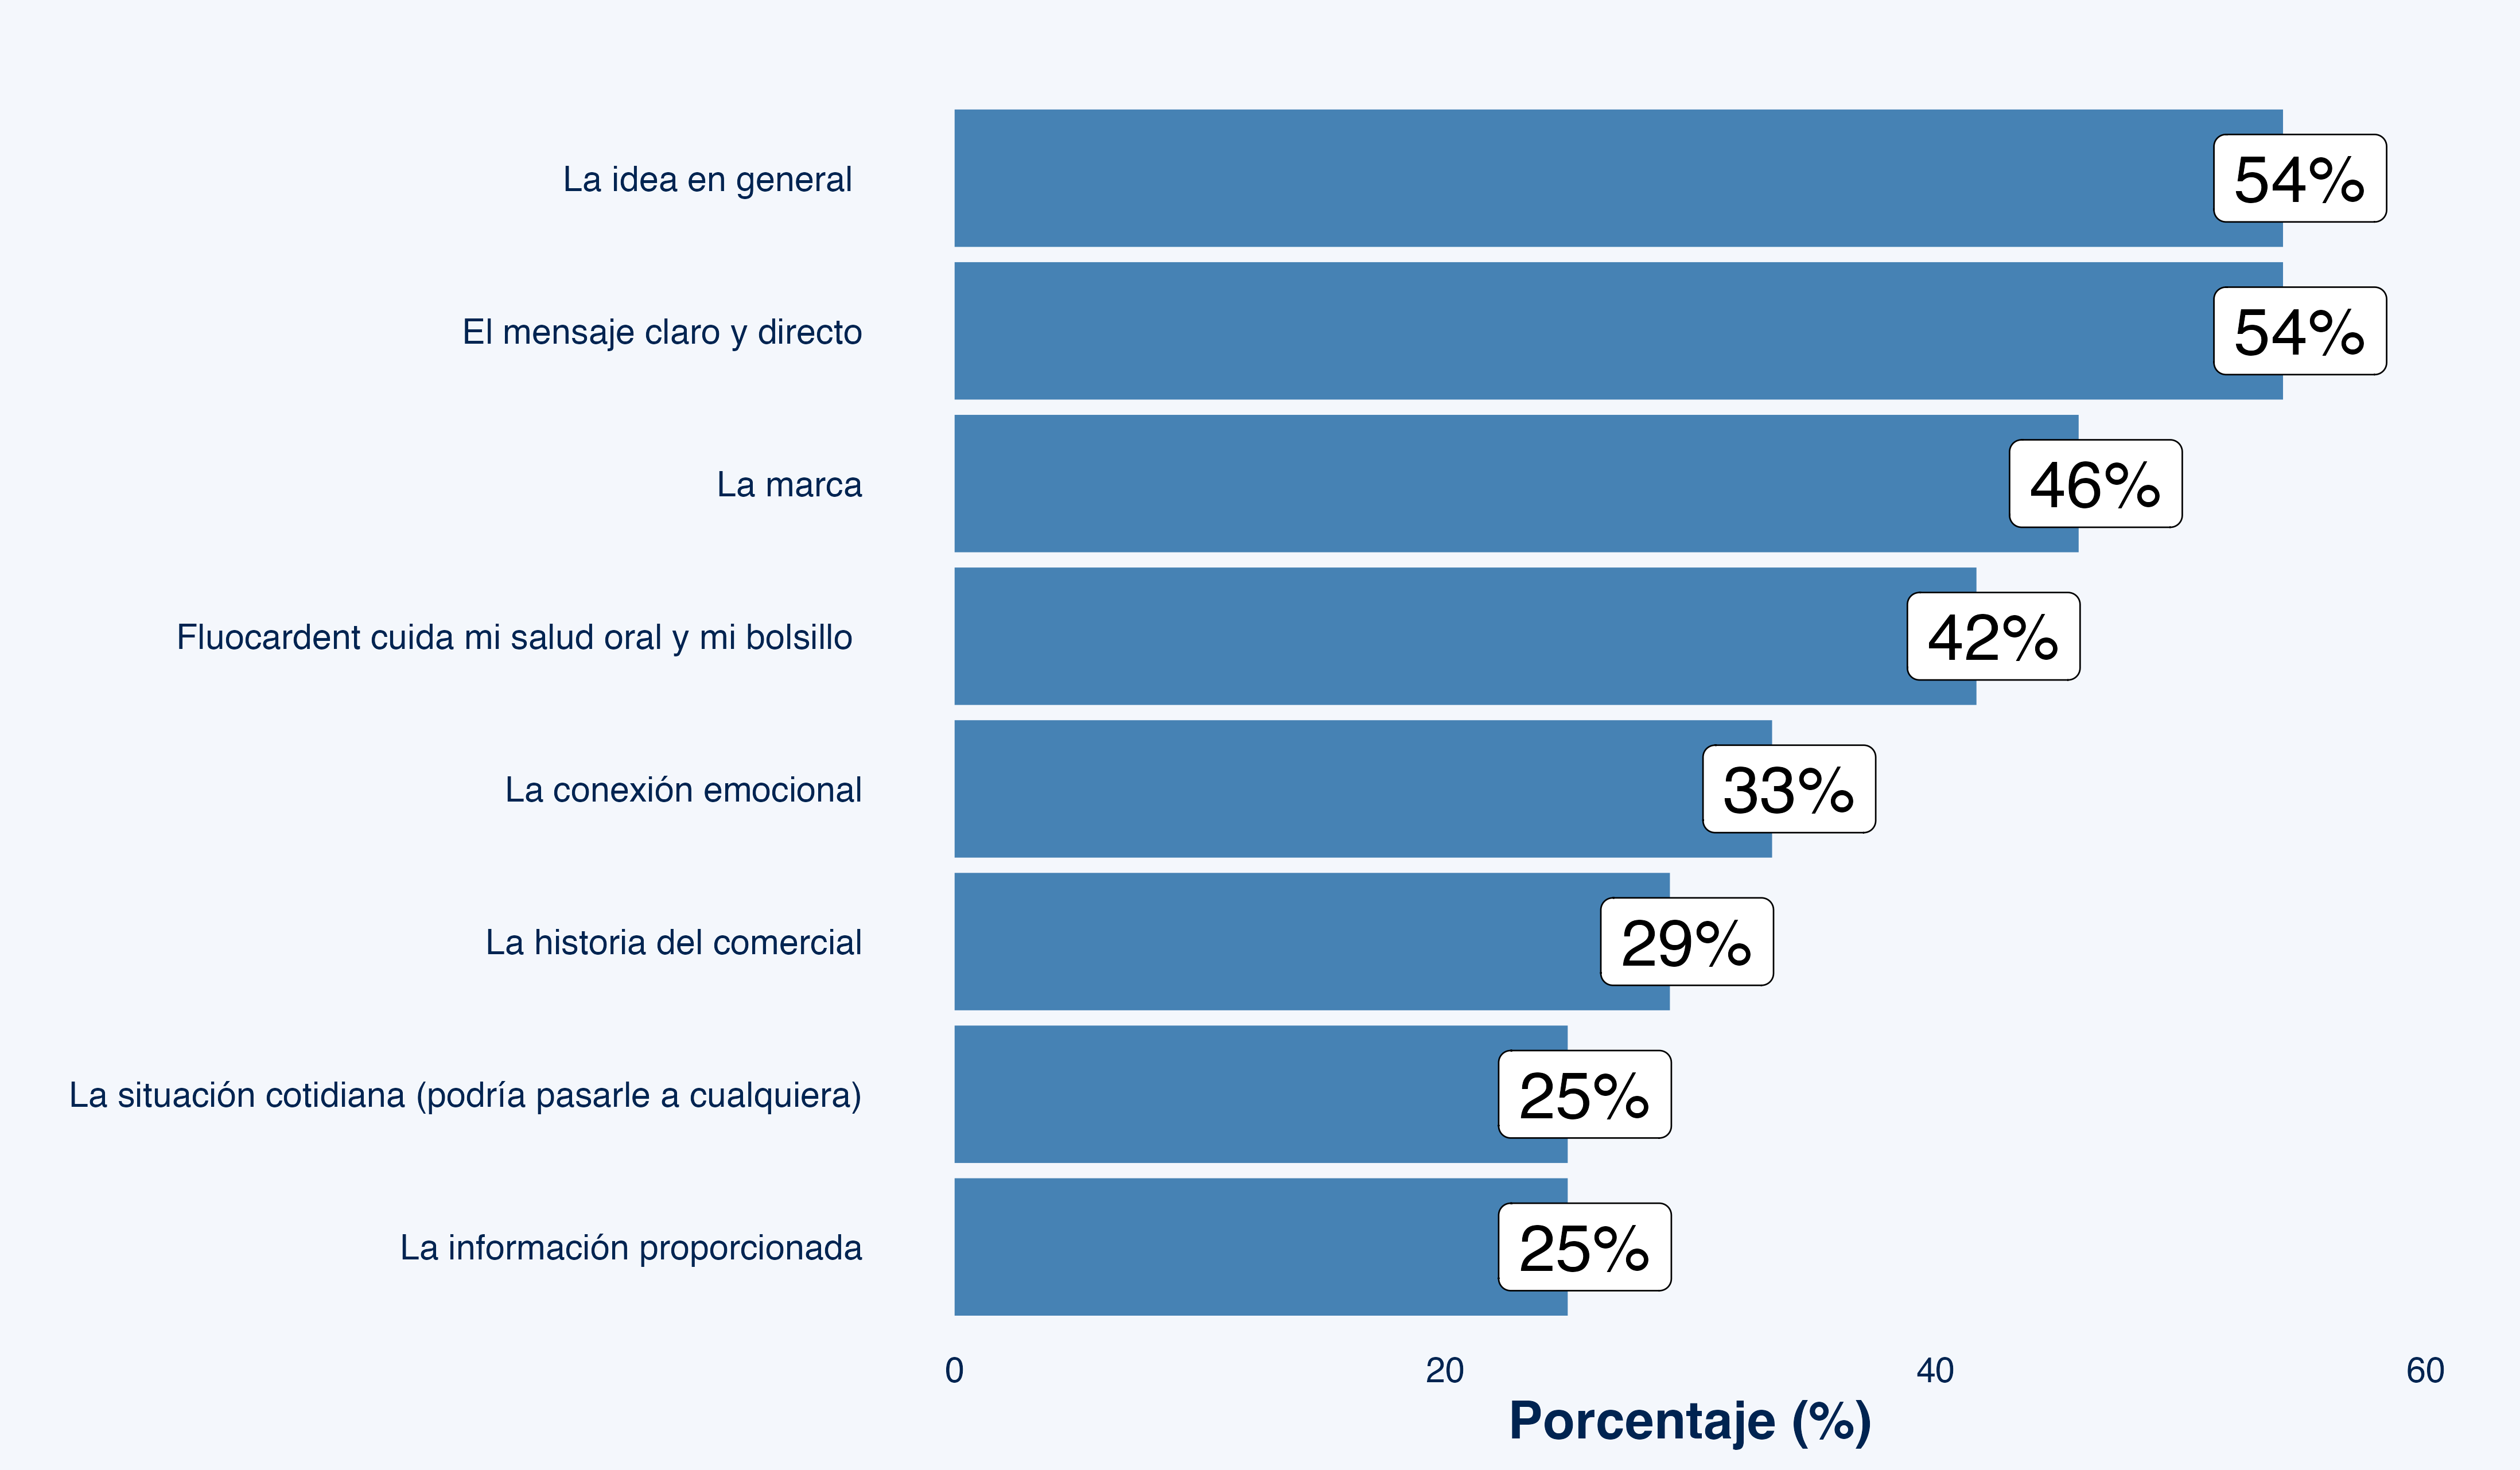 La idea en general
54%
El mensaje claro y directo
54%
La marca
46%
Fluocardent cuida mi salud oral y mi bolsillo
42%
La conexión emocional
33%
La historia del comercial
29%
La situación cotidiana (podría pasarle a cualquiera)
25%
La información proporcionada
25%
0 20 40 60
Porcentaje (%)